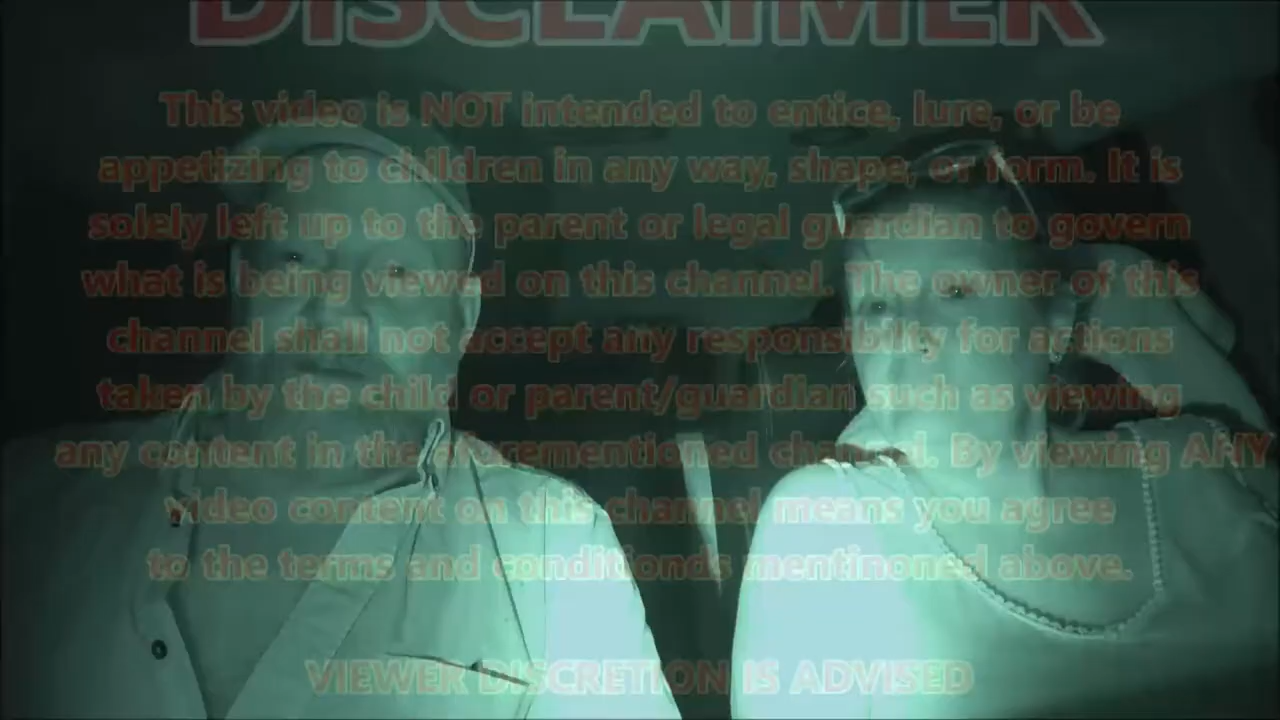 DISCLAIMER
This video is NOT intended to entice, lure, or be
appetizing to children in any way, shape, or form. It is
solely left up to the parent or legal guardian to govern
what is being viewed on this channel. The owner of this
channel shall not accept any responsibilty for actions
taken by the child or parent/guardian such as viewing
any content in the aforementioned channel. By viewing ANY
video content on this channel means you agree
to the terms and conditionds mentinoned above.
VIEWER DISCRETION IS ADVISED